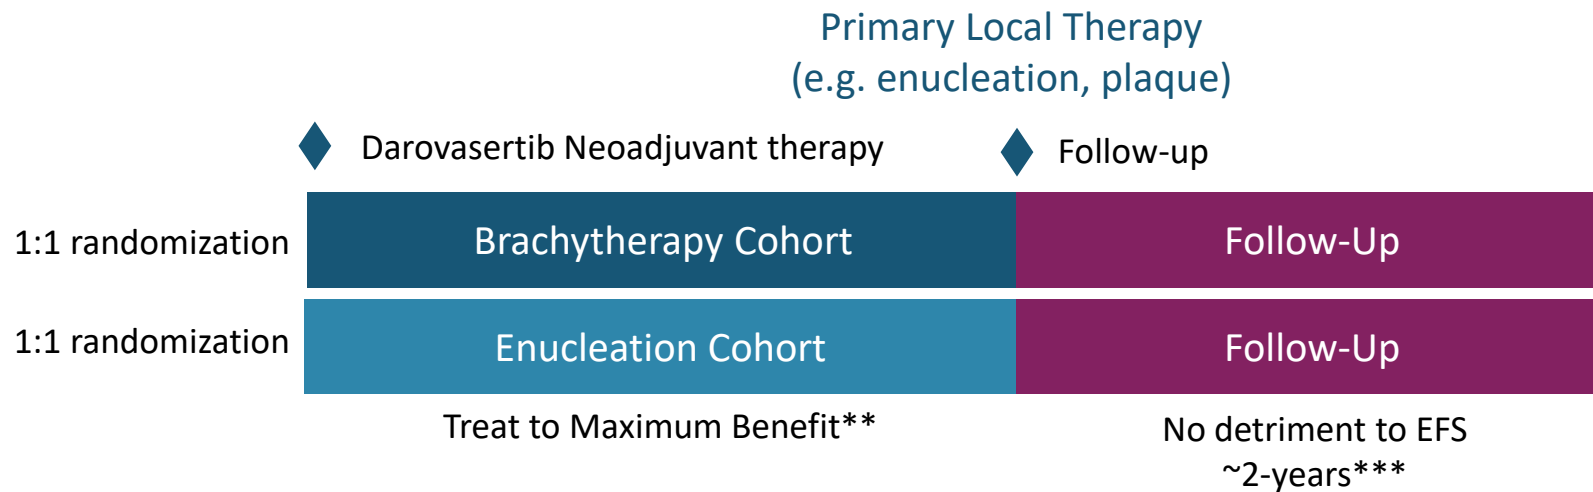 Primary Local Therapy
(e.g. enucleation, plaque)
Darovasertib Neoadjuvant therapy
Follow-up
1:1 randomization
Brachytherapy Cohort
Follow-Up
1:1 randomization
Enucleation Cohort
Follow-Up
Treat to Maximum Benefit**
No detriment to EFS
~2-years***